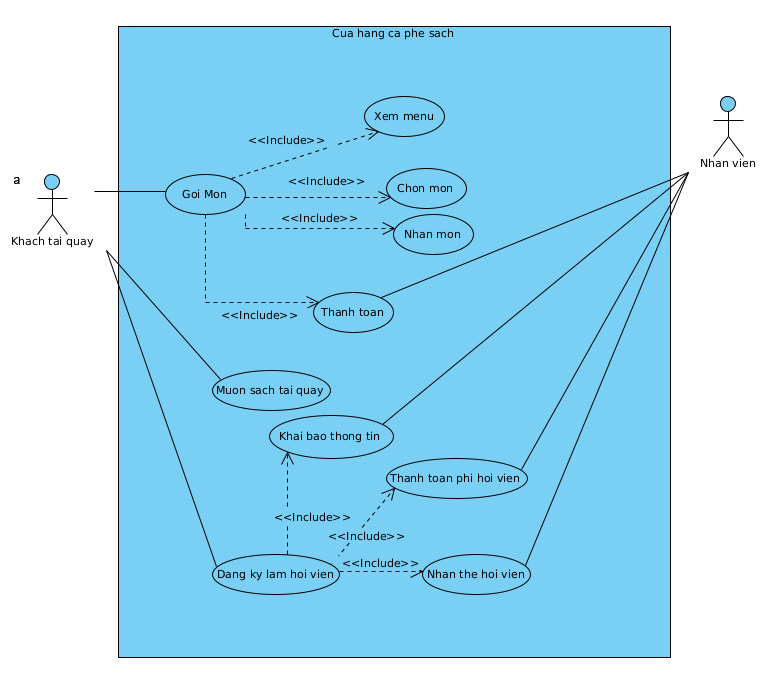 Cua hang ca phe sach
Xem menu
<<Include>>
Nhan vien
a
<<Include>>
Goi Mon
Chon mon
<<Include>>
Nhan mon
Khach tai quay
<<Include>>
Thanh toan
Muon sach tai quay
Khai bao thong tin
Thanh toan phi hoi vien
<<Include>>
<<Include>>
<<Include>>
Dang ky lam hoi vien
Nhan the hoi vien